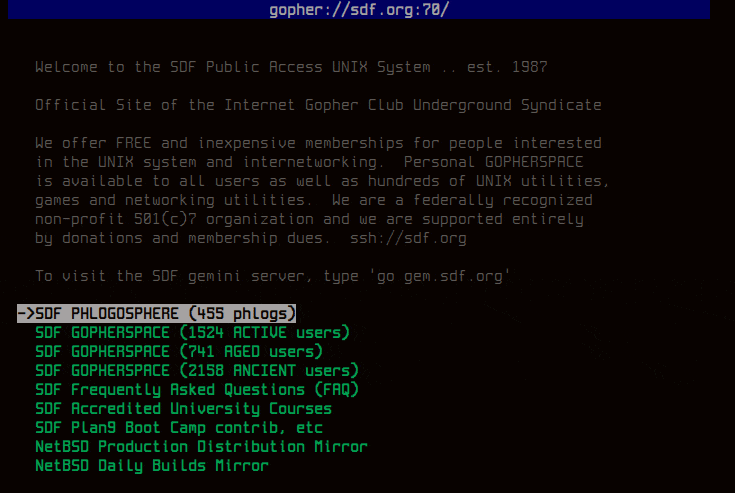 gopher://sdf.org:70/
Welcome to the SDF Public Access UNIX System .. est. 1987
Official Site of the Internet Gopher Club Underground Syndicate
We offer FREE and inexpensive memberships for people interested
in the UNIX system and internetworking.  Personal GOPHERSPACE
is available to all users as well as hundreds of UNIX utilities,
games and networking utilities.  We are a federally recognized
non-profit 501(c)7 organization and we are supported entirely
by donations and membership dues.  ssh://sdf.org
To visit the SDF gemini server, type 'go gem.sdf.org'
->SDF PHLOGOSPHERE (455 phlogs)
SDF GOPHERSPACE (1524 ACTIVE users)
SDF GOPHERSPACE (741 AGED users)
SDF GOPHERSPACE (2158 ANCIENT users)
SDF Frequently Asked Questions (FAQ)
SDF Accredited University Courses
SDF Plan9 Boot Camp contrib, etc
NetBSD Production Distribution Mirror
NetBSD Daily Builds Mirror